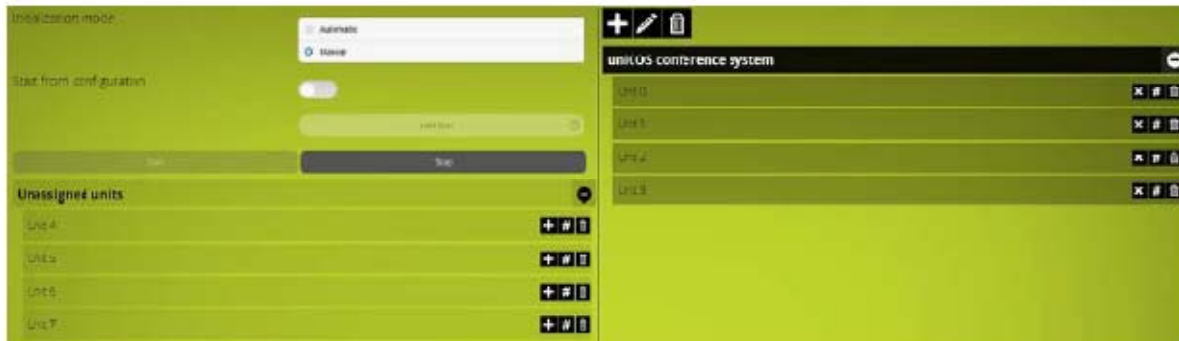 Initialization mode
Automatic
Manual
Start from configuration
Start
Stop
Unassigned units
Unit 4
Unit 5
Unit 6
Unit 7
uniCOS conference system
Unit 0
Unit 1
Unit 2
Unit 3